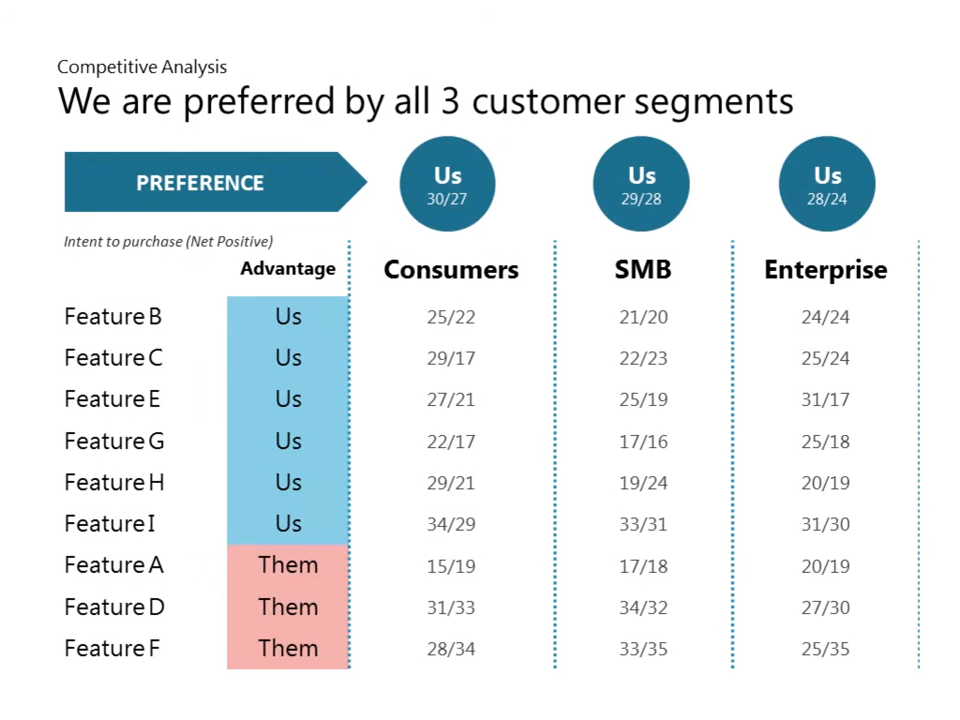 Competitive Analysis
We are preferred by all 3 customer segments
PREFERENCE
Us
30/27
Us
29/28
Us
28/24
Intent to purchase (Net Positive)
Advantage Consumers SMB Enterprise
Feature B Us 25/22 21/20 24/24
Feature C Us 29/17 22/23 25/24
Feature E Us 27/21 25/19 31/17
Feature G Us 22/17 17/16 25/18
Feature H Us 29/21 19/24 20/19
Feature I Us 34/29 33/31 31/30
Feature A Them 15/19 17/18 20/19
Feature D Them 31/33 34/32 27/30
Feature F Them 28/34 33/35 25/35